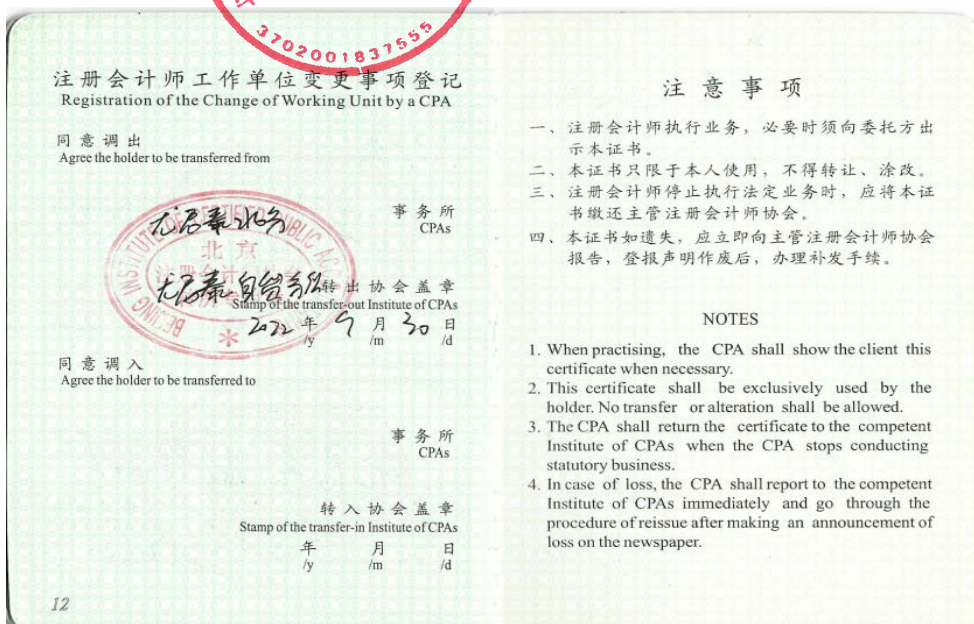 3702001837555
注册会计师工作单位变更事项登记
Registration of the Change of Working Unit by a CPA
同意调出
Agree the holder to be transferred from
事务所
CPAs
BEIJING INSTITUTE OF CERTIFIED PUBLIC
北京
转出协会盖章
Stamp of the transfer-out Institute of CPAs
2022年9月30日
/y /m /d
同意调入
Agree the holder to be transferred to
事务所
CPAs
转入协会盖章
Stamp of the transfer-in Institute of CPAs
年 月 日
/y /m /d
12
注意事项
一、注册会计师执行业务，必要时须向委托方出
示本证书。
二、本证书只限于本人使用，不得转让、涂改。
三、注册会计师停止执行法定业务时，应将本证
书缴还主管注册会计师协会。
四、本证书如遗失，应立即向主管注册会计师协会
报告，登报声明作废后，办理补发手续。
NOTES
1. When practising, the CPA shall show the client this
certificate when necessary.
2. This certificate shall be exclusively used by the
holder. No transfer or alteration shall be allowed.
3. The CPA shall return the certificate to the competent
Institute of CPAs when the CPA stops conducting
statutory business.
4. In case of loss, the CPA shall report to the competent
Institute of CPAs immediately and go through the
procedure of reissue after making an announcement of
loss on the newspaper.